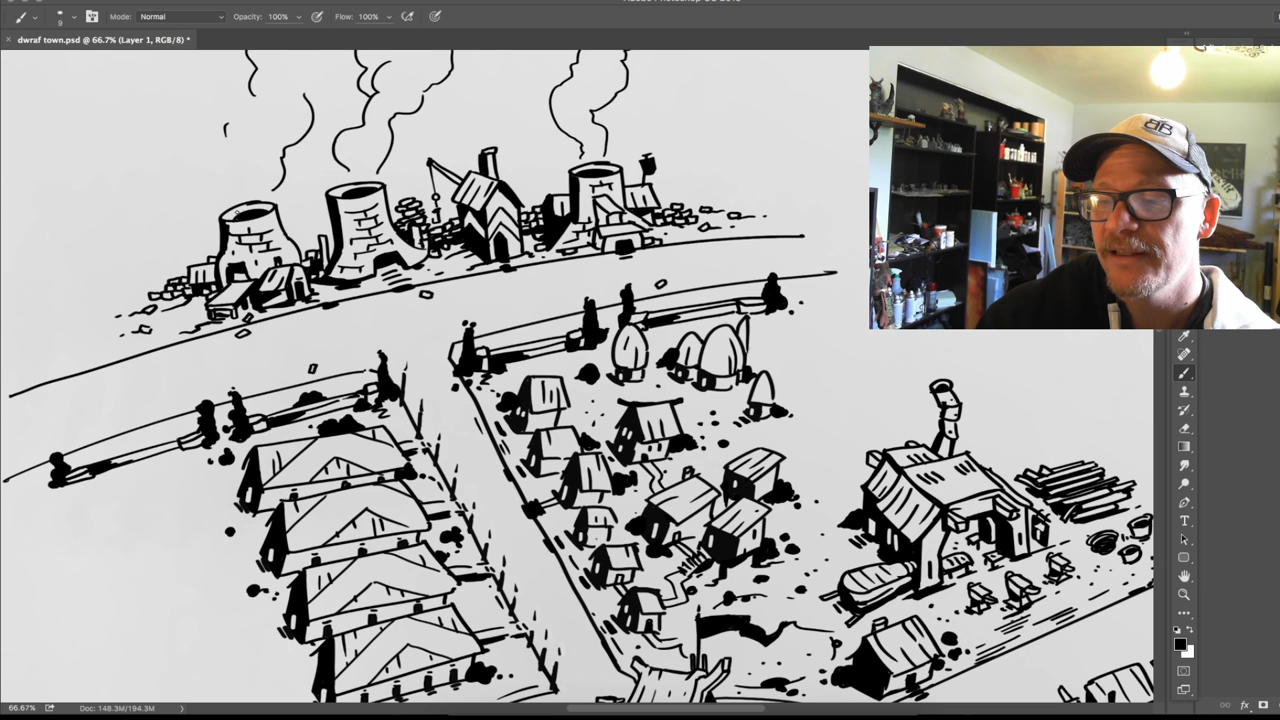 Mode: Normal Opacity: 100% Flow: 100%
9
dwraf town.psd @ 66.7% (Layer 1, RGB/8) *
66.67% Doc: 148.3M/194.3M